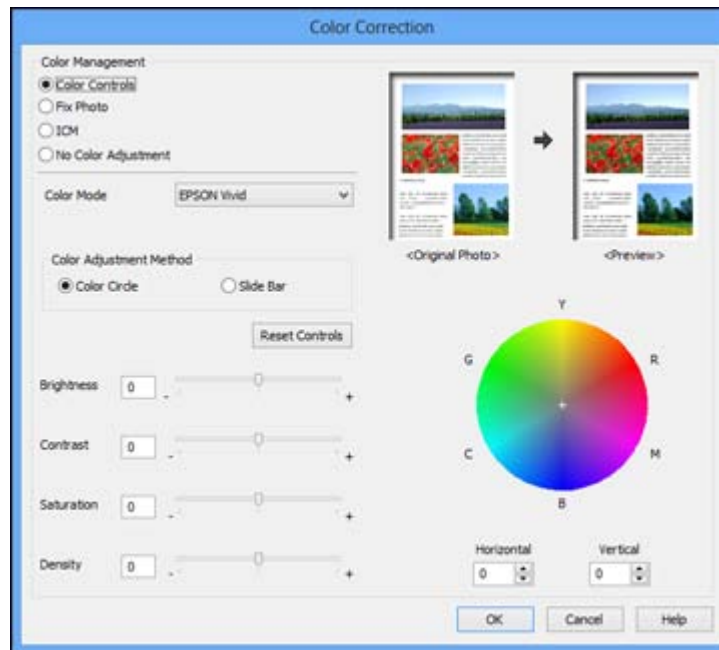 Color Correction
Color Management
Color Controls
Fix Photo
ICM
No Color Adjustment
Color Mode
EPSON Vivid
Color Adjustment Method
Color Circle
Slide Bar
Reset Controls
Brightness 0 - +
Contrast 0 - +
Saturation 0 - +
Density 0 - +
<Original Photo>
<Preview>
Y
G R
C M
B
Horizontal Vertical
0 0
OK Cancel Help